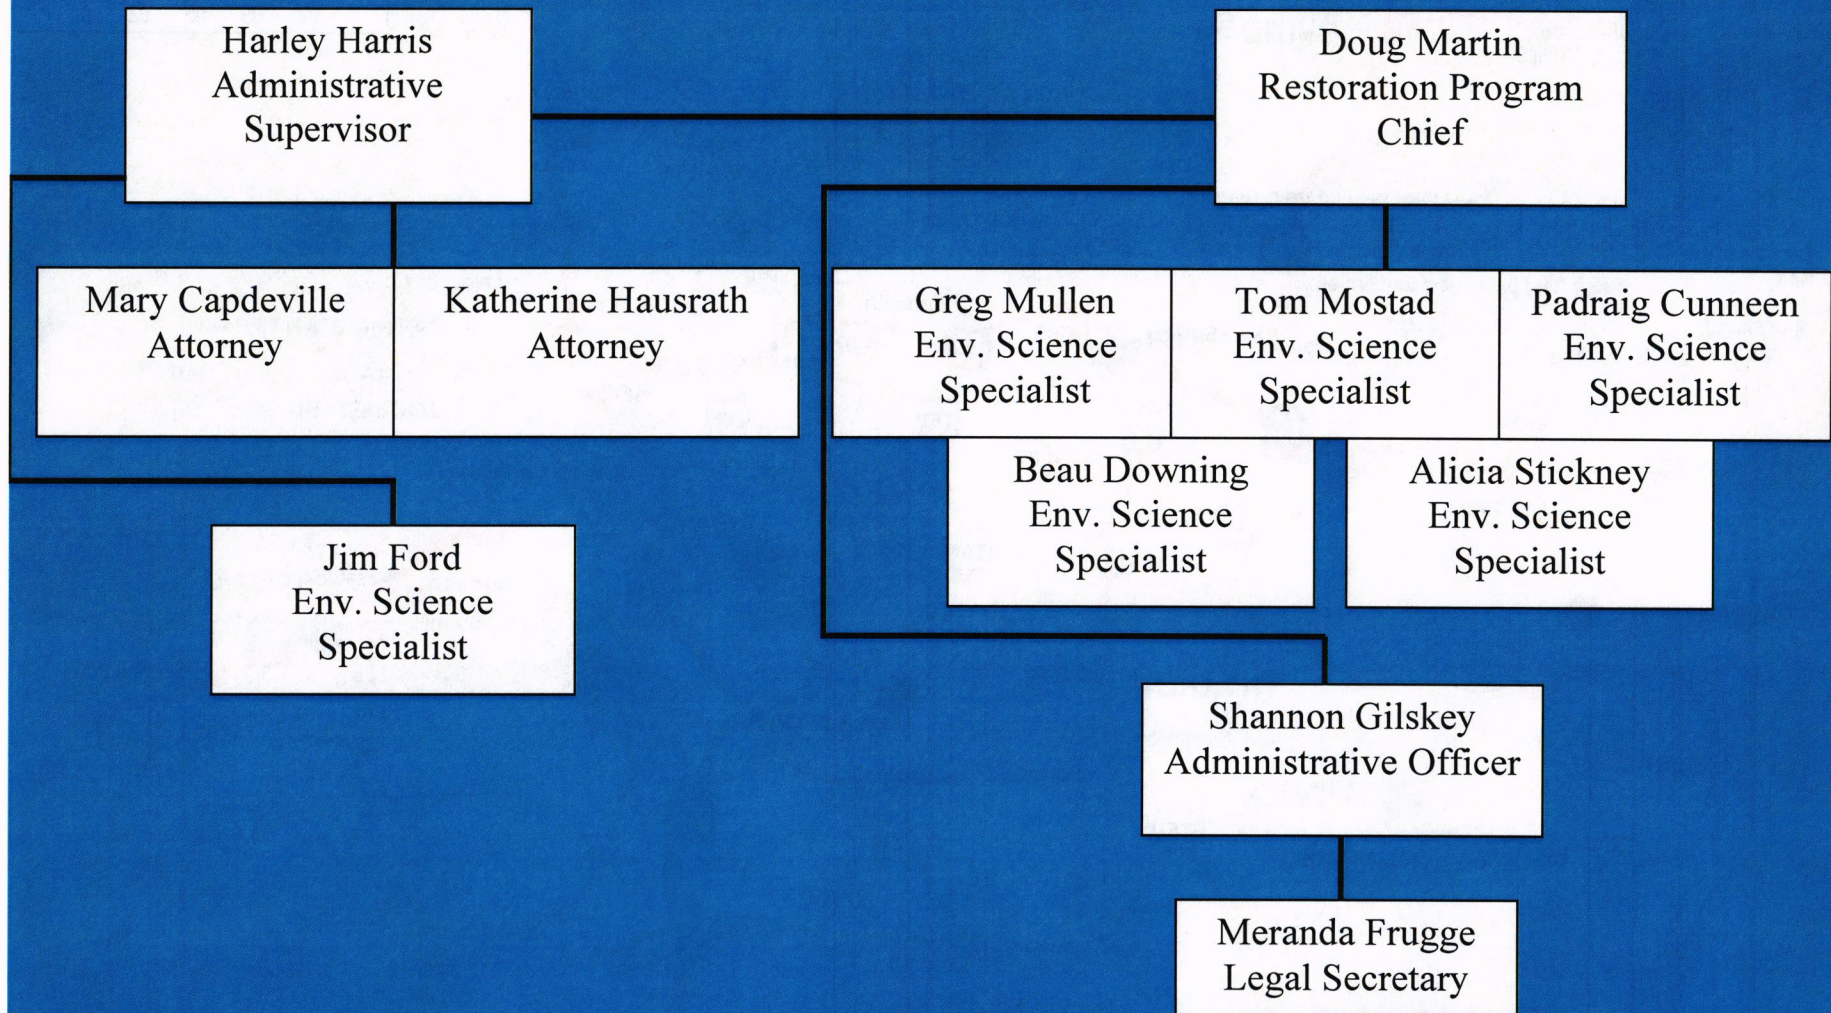 Harley Harris
Administrative
Supervisor
Doug Martin
Restoration Program
Chief
Mary Capdeville
Attorney
Katherine Hausrath
Attorney
Greg Mullen
Env. Science
Specialist
Tom Mostad
Env. Science
Specialist
Padraig Cunneen
Env. Science
Specialist
Beau Downing
Env. Science
Specialist
Alicia Stickney
Env. Science
Specialist
Jim Ford
Env. Science
Specialist
Shannon Gilskey
Administrative Officer
Meranda Frugge
Legal Secretary